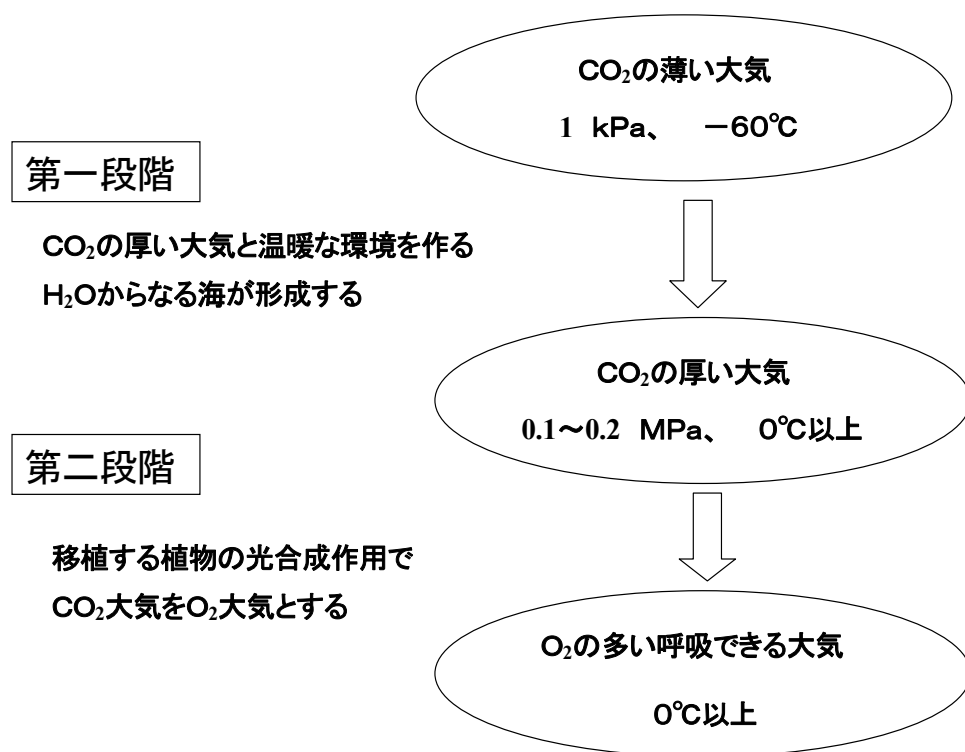 CO₂の薄い大気
1 kPa、 －60℃
第一段階
CO₂の厚い大気と温暖な環境を作る
H₂Oからなる海が形成する
CO₂の厚い大気
0.1～0.2 MPa、 0℃以上
第二段階
移植する植物の光合成作用で
CO₂大気をO₂大気とする
O₂の多い呼吸できる大気
0℃以上